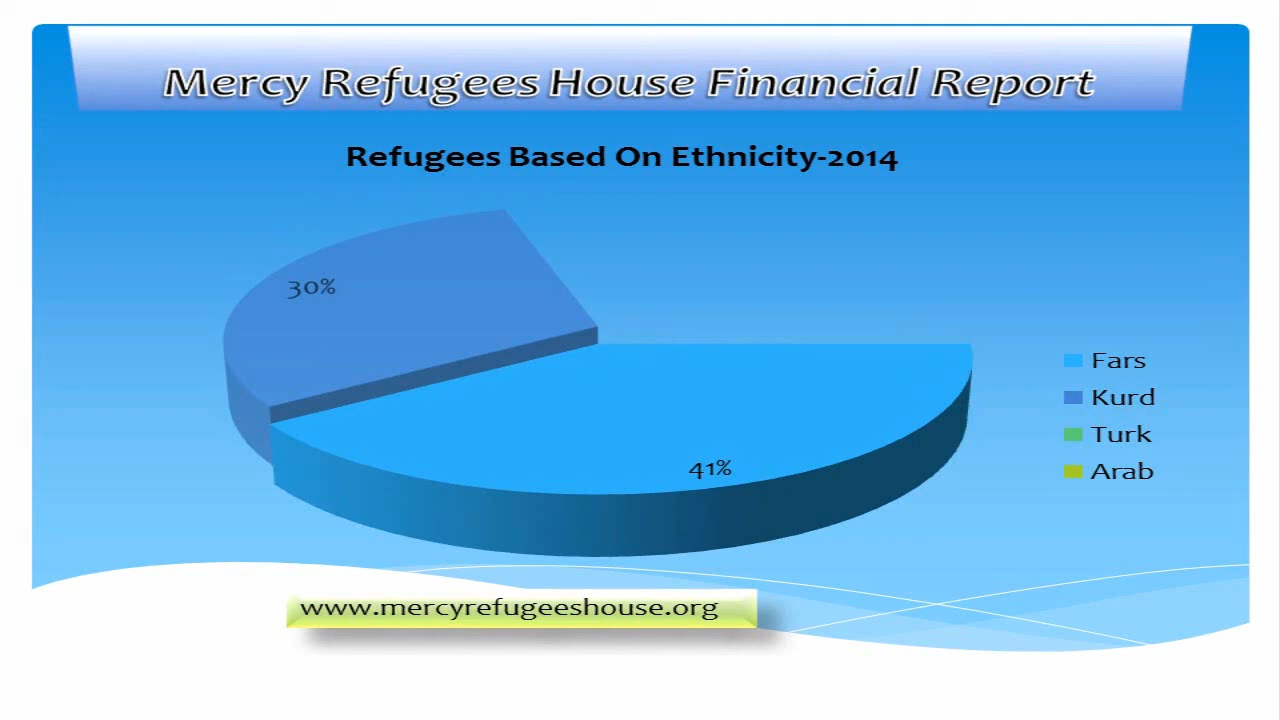 Mercy Refugees House Financial Report
Refugees Based On Ethnicity-2014
30%
41%
Fars
Kurd
Turk
Arab
www.mercyrefugeeshouse.org